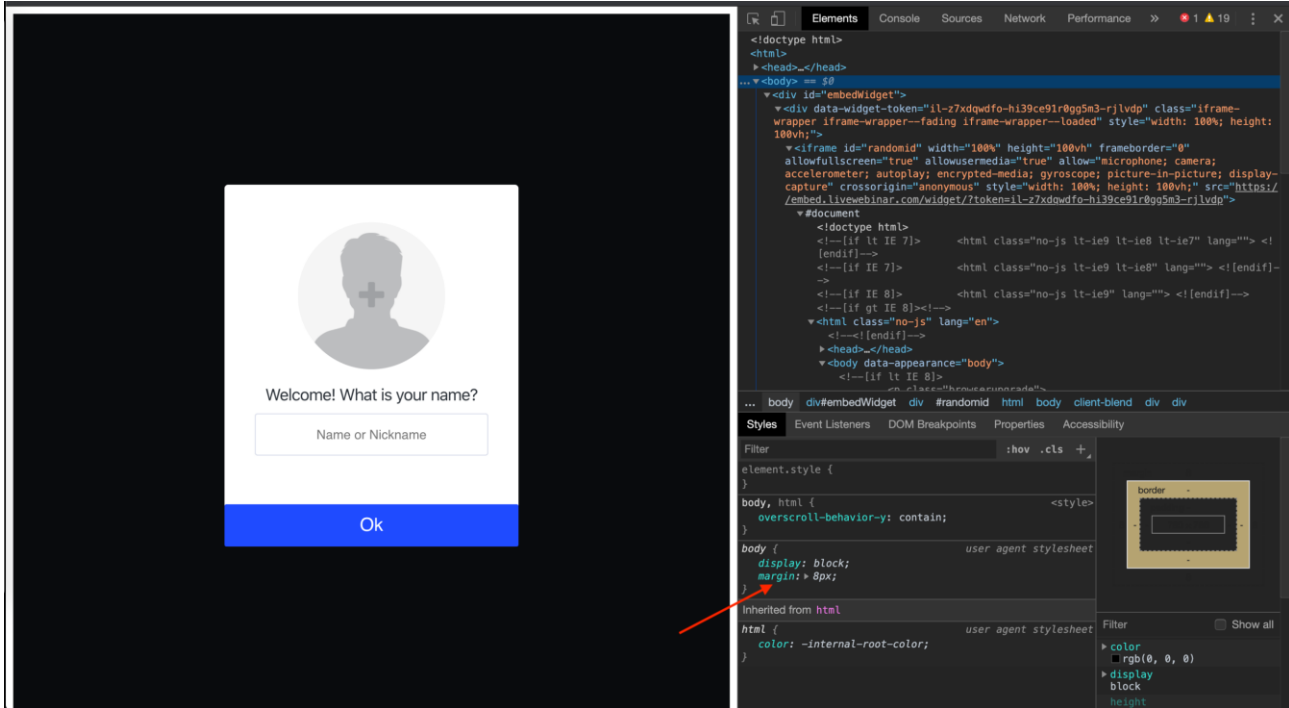 Welcome! What is your name?
Name or Nickname
Ok
Elements Console Sources Network Performance » 1 19
<!doctype html>
<html>
<head>…</head>
... <body> == $0
<div id="embedWidget">
<div data-widget-token="il-z7xdqwdfo-hi39ce91r0gg5m3-rjlvdp" class="iframe-
wrapper iframe-wrapper--fading iframe-wrapper--loaded" style="width: 100%; height:
100vh;">
<iframe id="randomid" width="100%" height="100vh" frameborder="0"
allowfullscreen="true" allowusermedia="true" allow="microphone; camera;
accelerometer; autoplay; encrypted-media; gyroscope; picture-in-picture; display-
capture" crossorigin="anonymous" style="width: 100%; height: 100vh;" src="https:/
/embed.livewebinar.com/widget/?token=il-z7xdqwdfo-hi39ce91r0gg5m3-rjlvdp">
#document
<!doctype html>
<!--[if lt IE 7]> <html class="no-js lt-ie9 lt-ie8 lt-ie7" lang=""> <!
[endif]-->
<!--[if IE 7]> <html class="no-js lt-ie9 lt-ie8" lang=""> <![endif]-
->
<!--[if IE 8]> <html class="no-js lt-ie9" lang=""> <![endif]-->
<!--[if gt IE 8]><!-->
<html class="no-js" lang="en">
<!--<![endif]-->
<head>…</head>
<body data-appearance="body">
<!--[if lt IE 8]>
<p class="browserupgrade">
... body div#embedWidget div #randomid html body client-blend div div
Styles Event Listeners DOM Breakpoints Properties Accessibility
Filter :hov .cls +
element.style {
}
body, html { <style>
overscroll-behavior-y: contain;
}
body { user agent stylesheet
display: block;
margin: 8px;
}
Inherited from html
html { user agent stylesheet
color: -internal-root-color;
}
border -
- -
-
Filter Show all
color
rgb(0, 0, 0)
display
block
height